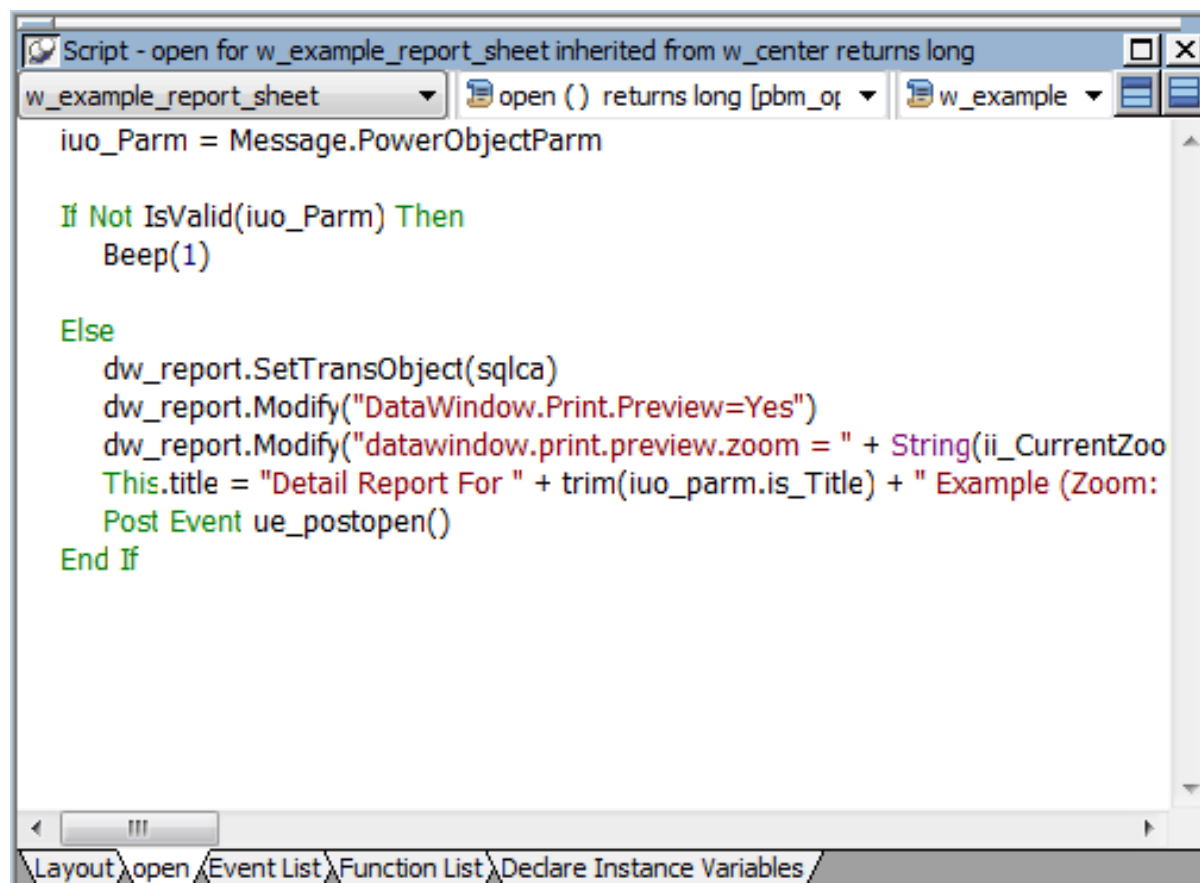 Script - open for w_example_report_sheet inherited from w_center returns long
w_example_report_sheet open ( ) returns long [pbm_op w_example
iuo_Parm = Message.PowerObjectParm
If Not IsValid(iuo_Parm) Then
Beep(1)
Else
dw_report.SetTransObject(sqlca)
dw_report.Modify("DataWindow.Print.Preview=Yes")
dw_report.Modify("datawindow.print.preview.zoom = " + String(ii_CurrentZoo
This.title = "Detail Report For " + trim(iuo_parm.is_Title) + " Example (Zoom:
Post Event ue_postopen()
End If
Layout open Event List Function List Declare Instance Variables